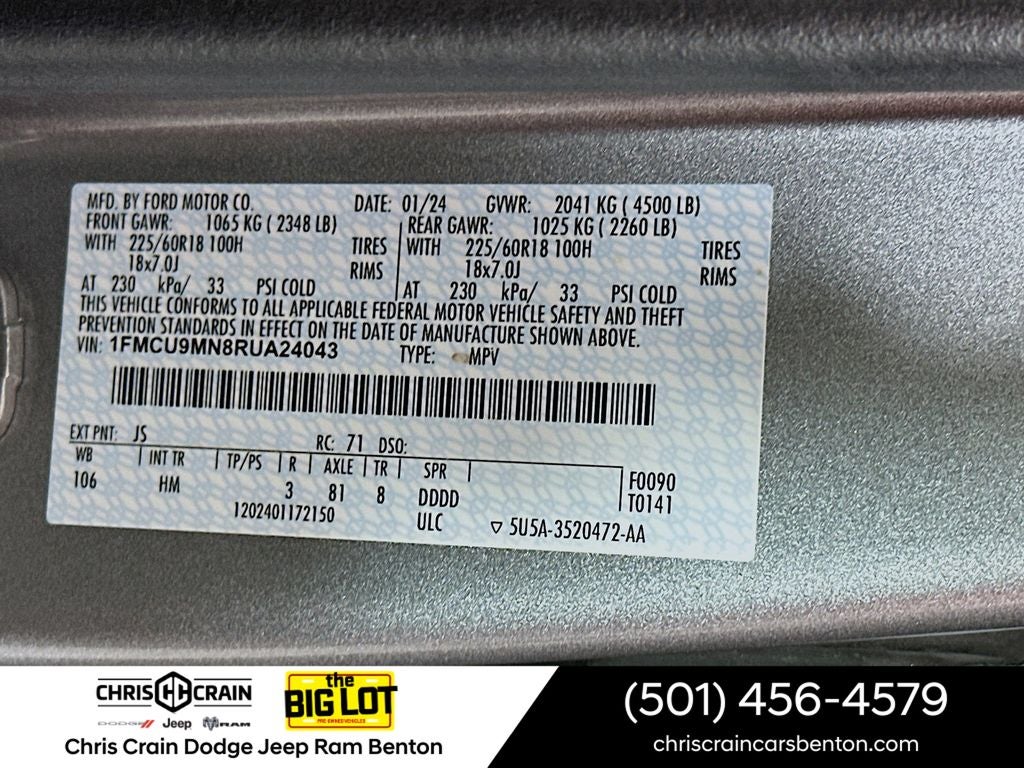 MFD. BY FORD MOTOR CO. DATE: 01/24 GVWR: 2041 KG ( 4500 LB)
FRONT GAWR: 1065 KG ( 2348 LB) REAR GAWR: 1025 KG ( 2260 LB)
WITH 225/60R18 100H TIRES WITH 225/60R18 100H TIRES
18x7.0J RIMS 18x7.0J RIMS
AT 230 kPa/ 33 PSI COLD AT 230 kPa/ 33 PSI COLD
THIS VEHICLE CONFORMS TO ALL APPLICABLE FEDERAL MOTOR VEHICLE SAFETY AND THEFT
PREVENTION STANDARDS IN EFFECT ON THE DATE OF MANUFACTURE SHOWN ABOVE.
VIN: 1FMCU9MN8RUA24043 TYPE: MPV
EXT PNT: JS RC: 71 DSO:
WB INT TR TP/PS R AXLE TR SPR F0090
106 HM 3 81 8 DDDD T0141
1202401172150 ULC ▽ 5U5A-3520472-AA
CHRIS CRAIN
DODGE Jeep RAM
the
BIG LOT
PRE-OWNED VEHICLES
Chris Crain Dodge Jeep Ram Benton
(501) 456-4579
chriscraincarsbenton.com